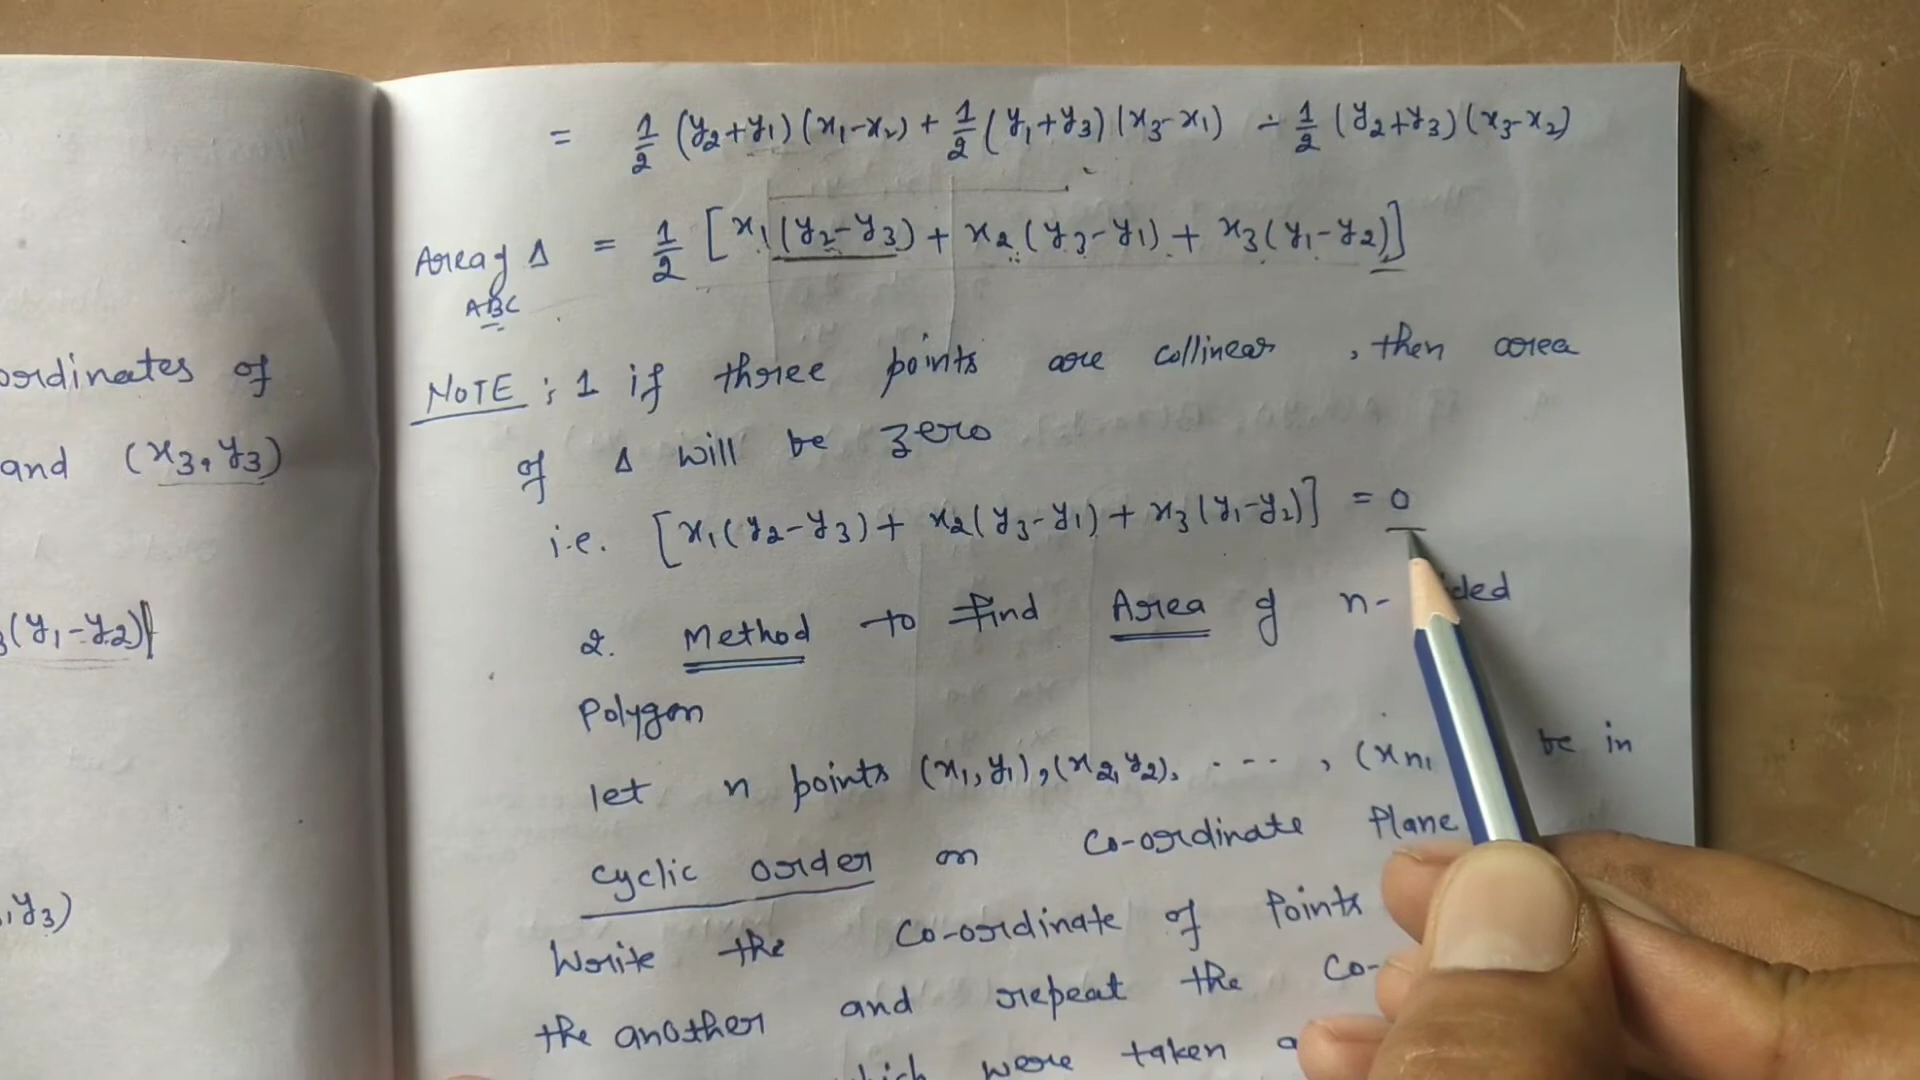 ordinates of
and (x₃, y₃)
(y₁-y₂)|
, y₃)
= 1/2 (y₂+y₁)(x₁-x₂) + 1/2 (y₁+y₃)(x₃-x₁) - 1/2 (y₂+y₃)(x₃-x₂)
Area of Δ = 1/2 [x₁(y₂-y₃) + x₂(y₃-y₁) + x₃(y₁-y₂)]
ABC
NOTE : 1 if three points are collinear , then area
of Δ will be zero
i.e. [x₁(y₂-y₃) + x₂(y₃-y₁) + x₃(y₁-y₂)] = 0
2. Method to find Area of n-
Polygon
let n points (x₁, y₁), (x₂, y₂), ...., (xn, be in
cyclic order on Co-ordinate Plane
Write the Co-ordinate of Points
the another and repeat the Co-
were taken